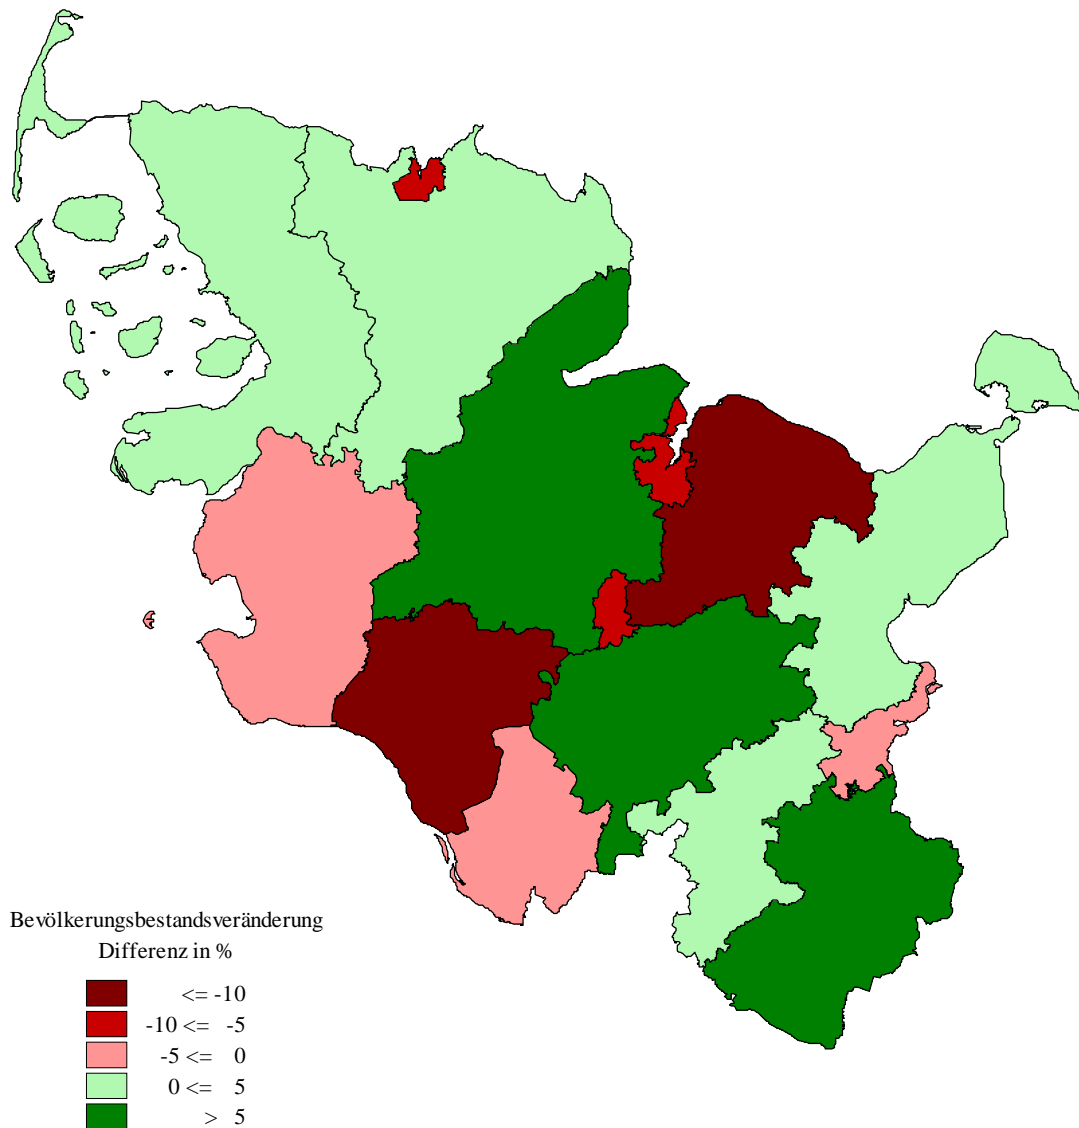 Bevölkerungsbestandsveränderung
Differenz in %
<= -10
-10 <= -5
-5 <= 0
0 <= 5
> 5